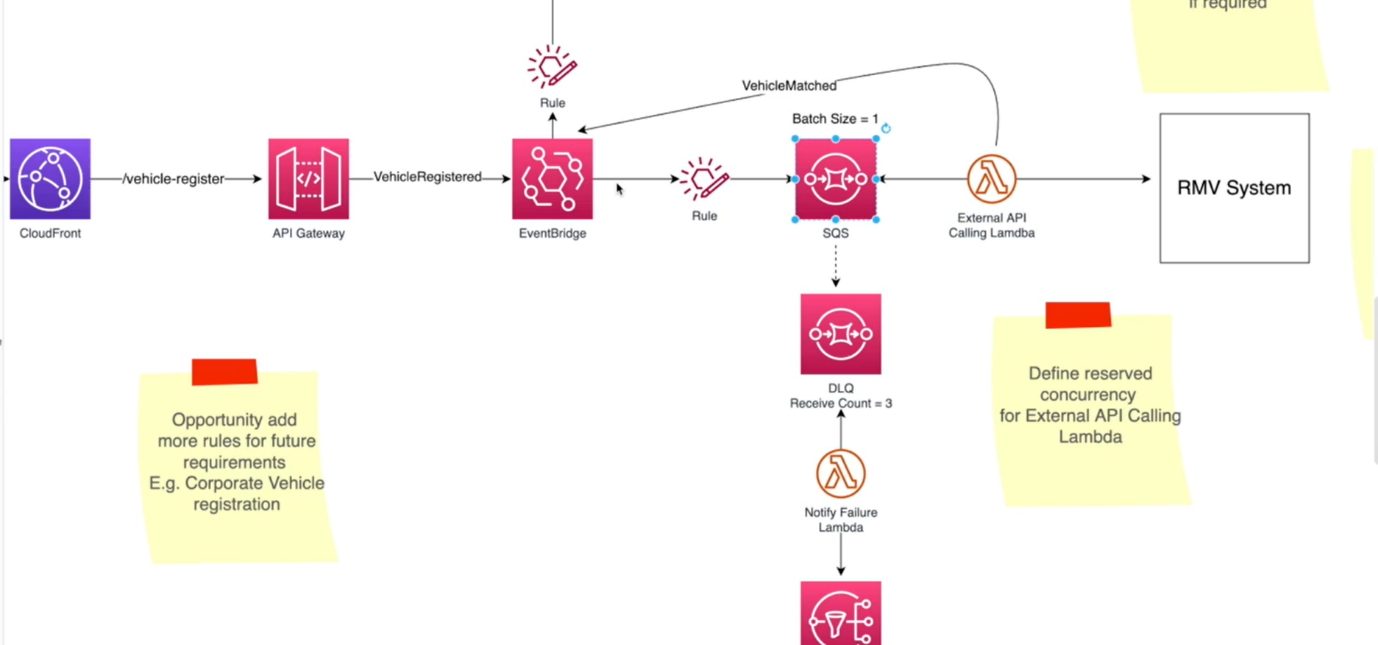 if required
Rule
VehicleMatched
Batch Size = 1
/vehicle-register
VehicleRegistered
RMV System
CloudFront
API Gateway
EventBridge
Rule
SQS
External API
Calling Lamdba
DLQ
Receive Count = 3
Notify Failure
Lambda
Opportunity add
more rules for future
requirements
E.g. Corporate Vehicle
registration
Define reserved
concurrency
for External API Calling
Lambda